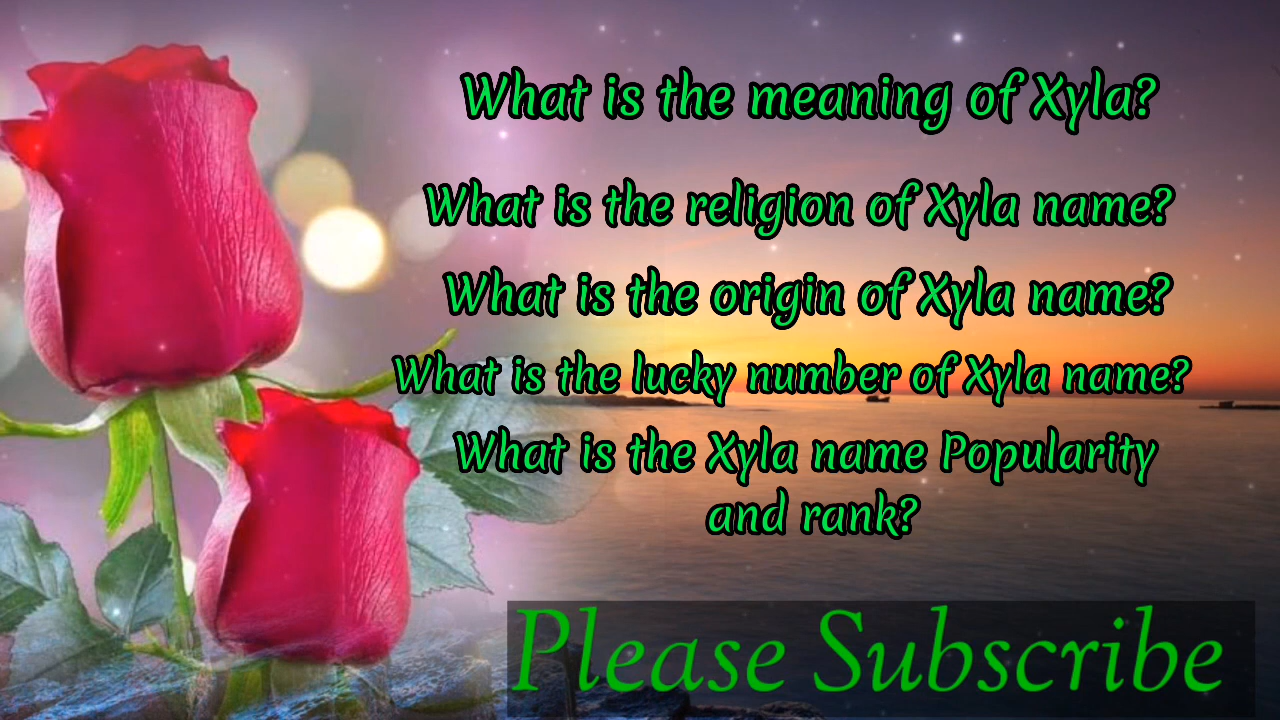 What is the meaning of Xyla?
What is the religion of Xyla name?
What is the origin of Xyla name?
What is the lucky number of Xyla name?
What is the Xyla name Popularity
and rank?
Please Subscribe